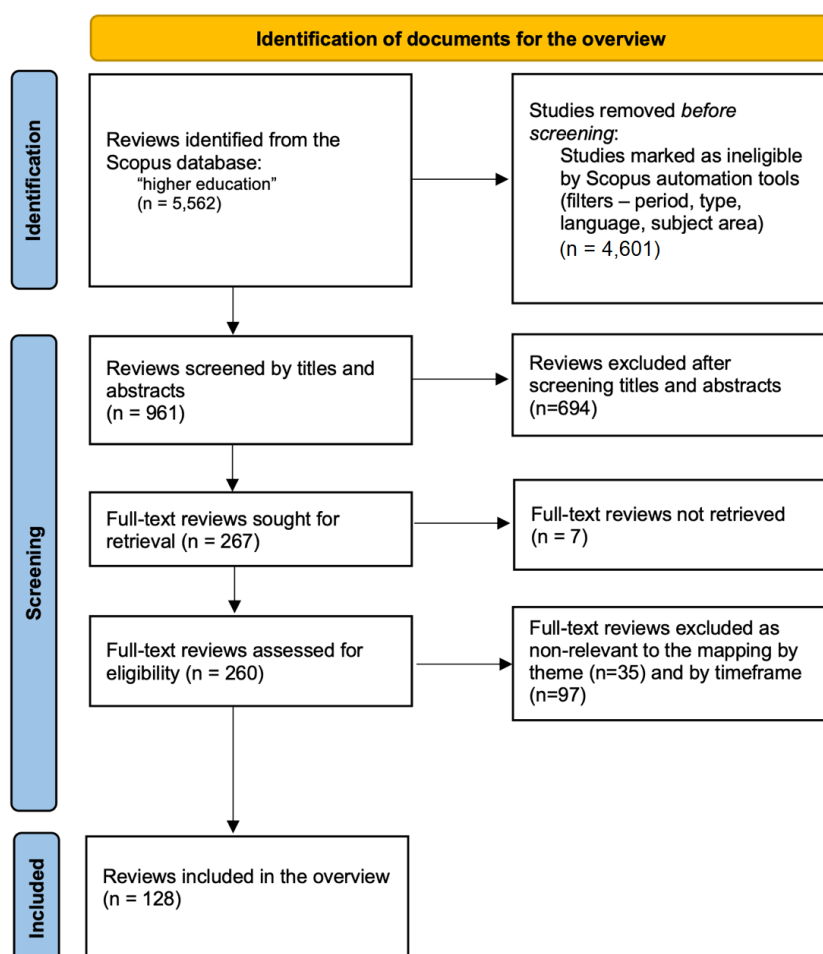 Identification of documents for the overview
Identification
Reviews identified from the
Scopus database:
“higher education”
(n = 5,562)
Studies removed before
screening:
Studies marked as ineligible
by Scopus automation tools
(filters – period, type,
language, subject area)
(n = 4,601)
Screening
Reviews screened by titles and
abstracts
(n = 961)
Reviews excluded after
screening titles and abstracts
(n=694)
Full-text reviews sought for
retrieval (n = 267)
Full-text reviews not retrieved
(n = 7)
Full-text reviews assessed for
eligibility (n = 260)
Full-text reviews excluded as
non-relevant to the mapping by
theme (n=35) and by timeframe
(n=97)
Included
Reviews included in the overview
(n = 128)